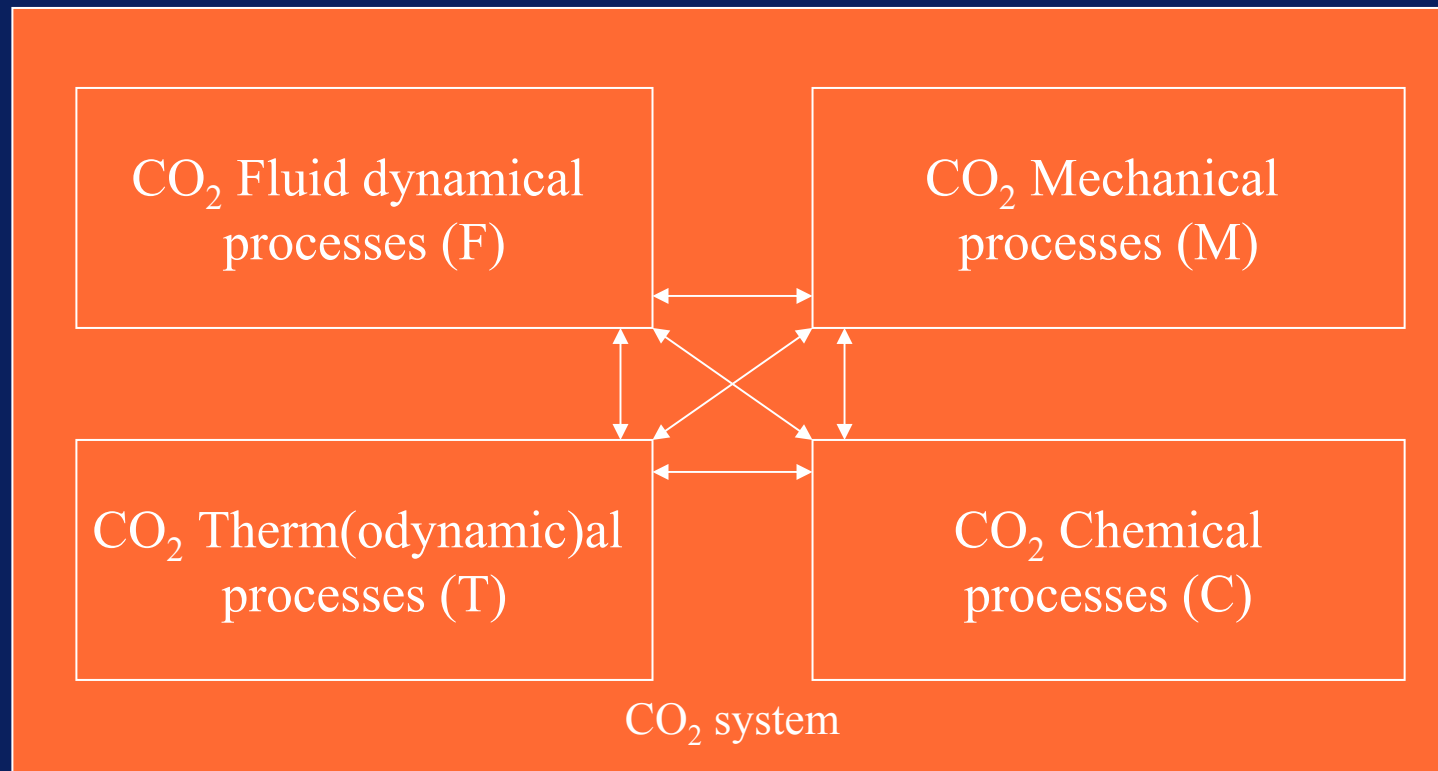 CO₂ Fluid dynamical
processes (F)
CO₂ Mechanical
processes (M)
CO₂ Therm(odynamic)al
processes (T)
CO₂ Chemical
processes (C)
CO₂ system